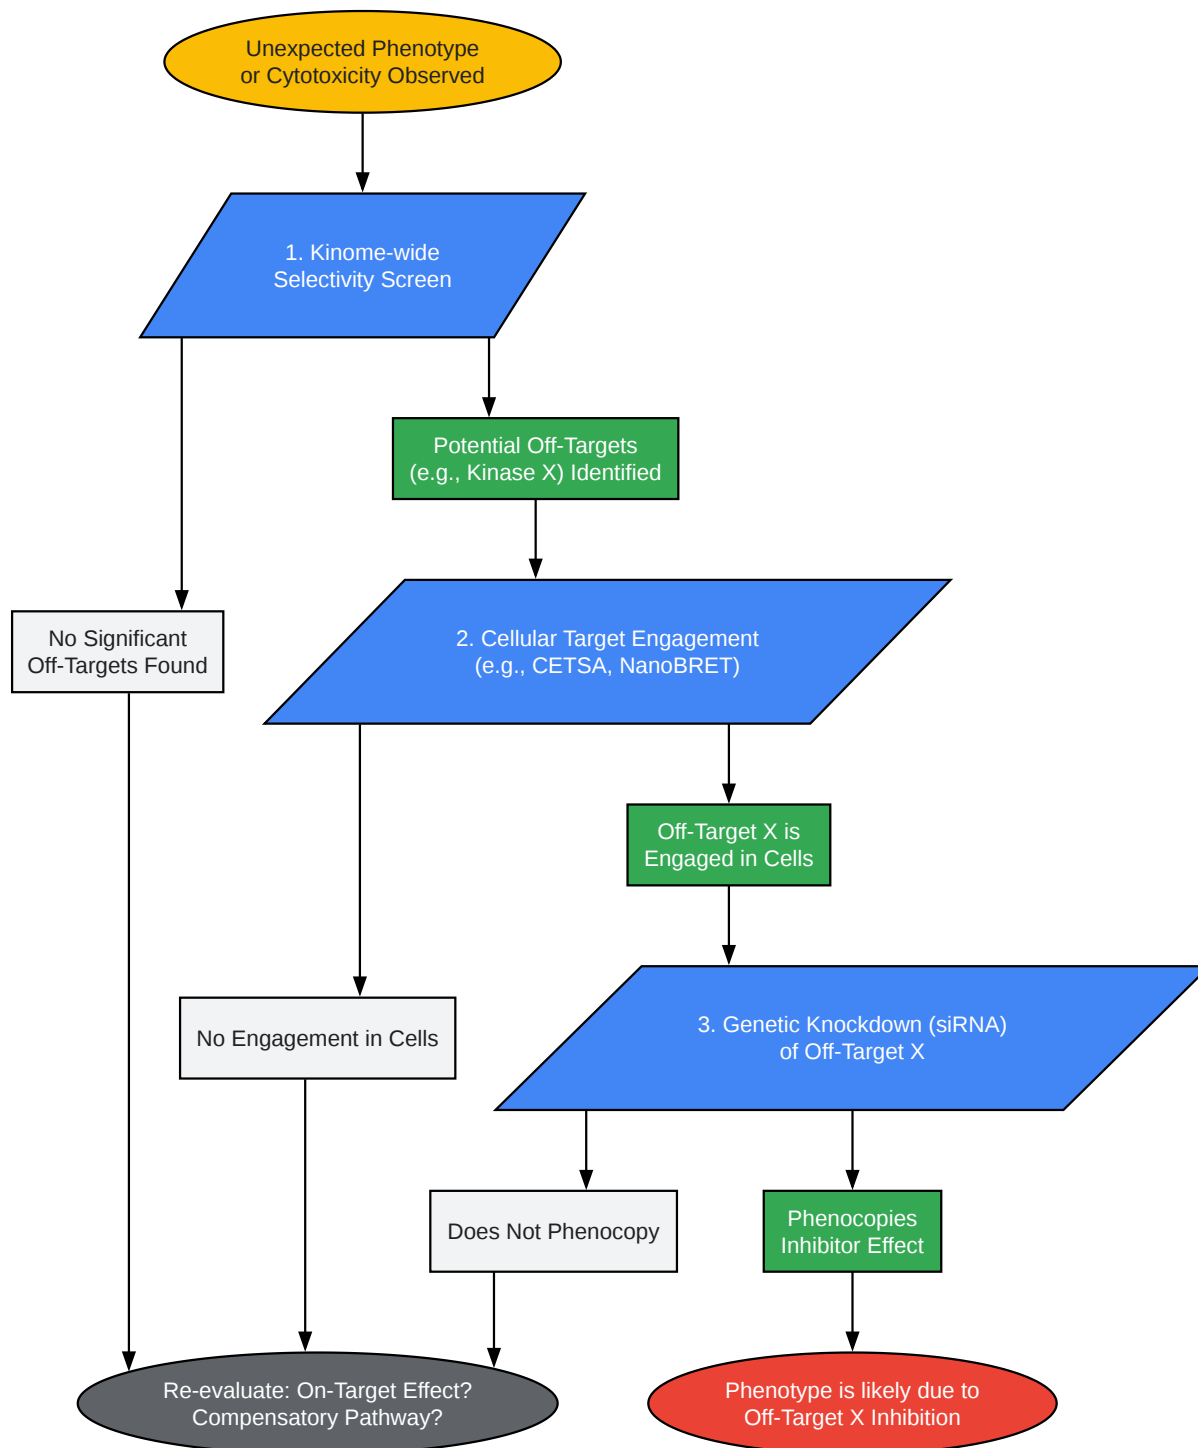 Unexpected Phenotype
or Cytotoxicity Observed
1. Kinome-wide
Selectivity Screen
Potential Off-Targets
(e.g., Kinase X) Identified
No Significant
Off-Targets Found
2. Cellular Target Engagement
(e.g., CETSA, NanoBRET)
Off-Target X is
Engaged in Cells
No Engagement in Cells
3. Genetic Knockdown (siRNA)
of Off-Target X
Does Not Phenocopy
Phenocopies
Inhibitor Effect
Re-evaluate: On-Target Effect?
Compensatory Pathway?
Phenotype is likely due to
Off-Target X Inhibition